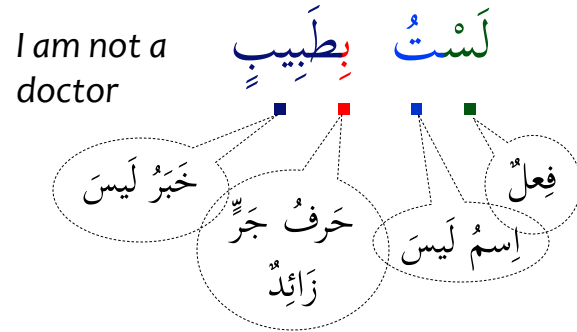 I am not a
doctor
لَسْتُ بِطَبِيبٍ
فِعلٌ
اِسمُ لَيسَ
حَرفُ جَرٍّ
زَائِدٌ
خَبَرُ لَيسَ